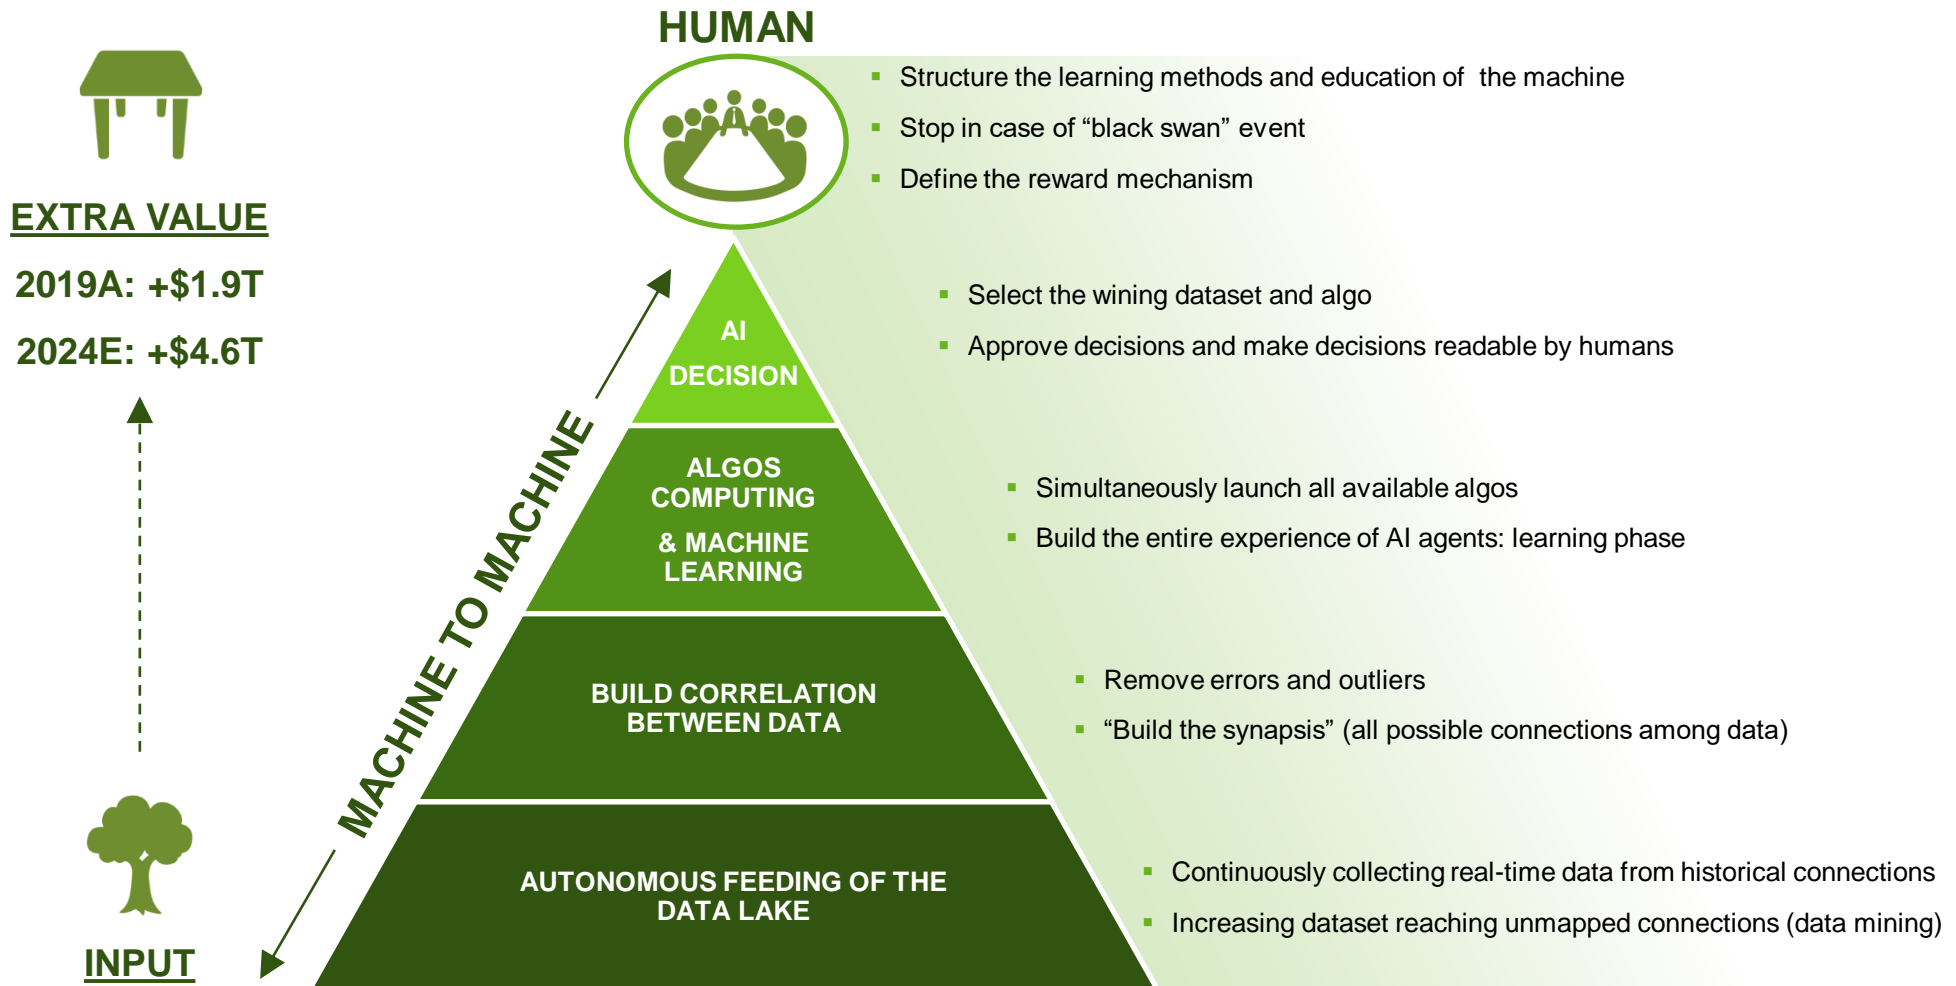 HUMAN
Structure the learning methods and education of the machine
Stop in case of “black swan” event
Define the reward mechanism
EXTRA VALUE
2019A: +$1.9T
2024E: +$4.6T
AI
DECISION
Select the wining dataset and algo
Approve decisions and make decisions readable by humans
MACHINE TO MACHINE
ALGOS
COMPUTING
& MACHINE
LEARNING
Simultaneously launch all available algos
Build the entire experience of AI agents: learning phase
BUILD CORRELATION
BETWEEN DATA
Remove errors and outliers
“Build the synapsis” (all possible connections among data)
AUTONOMOUS FEEDING OF THE
DATA LAKE
Continuously collecting real-time data from historical connections
Increasing dataset reaching unmapped connections (data mining)
INPUT